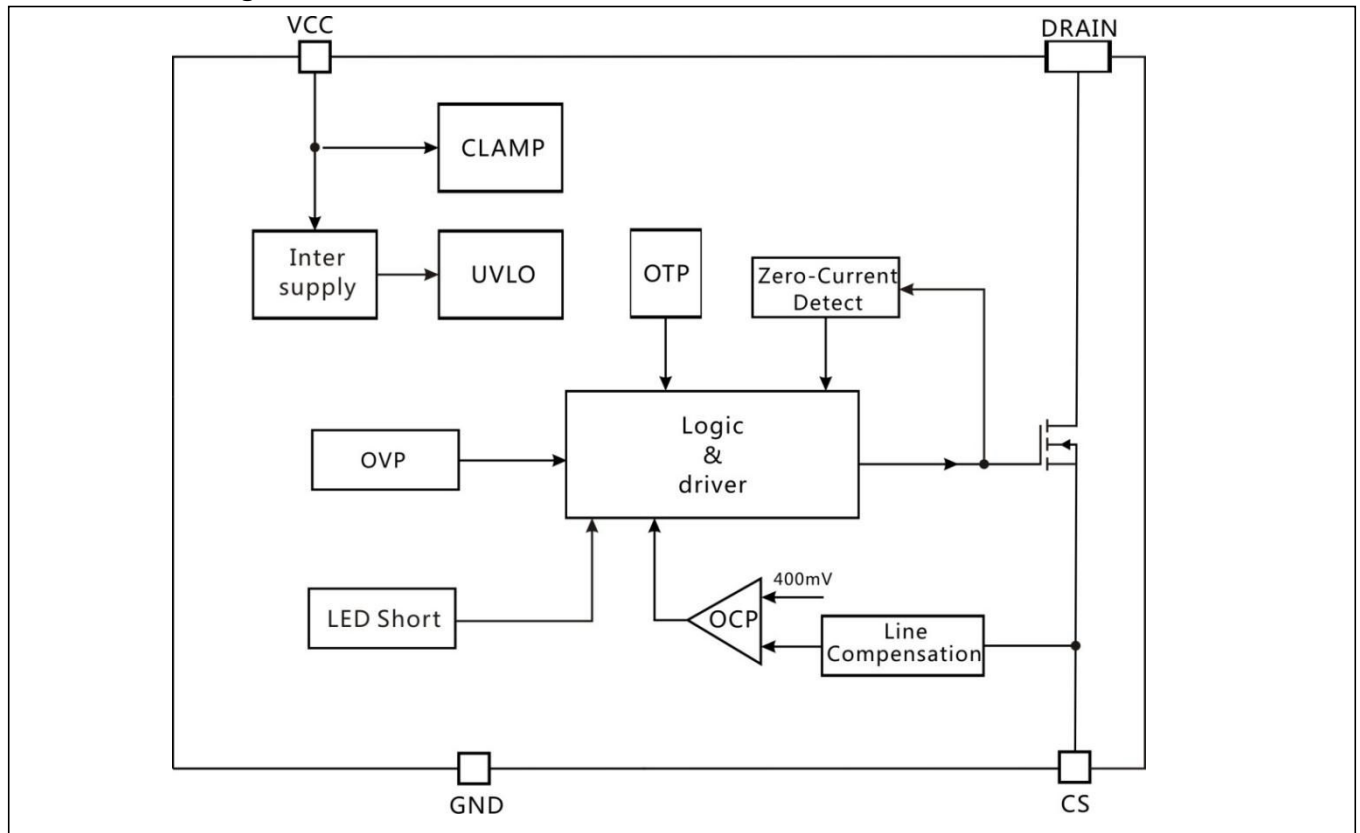 VCC
DRAIN
CLAMP
Inter
supply
UVLO
OTP
Zero-Current
Detect
Logic
&
driver
OVP
400mV
OCP
LED Short
Line
Compensation
GND
CS